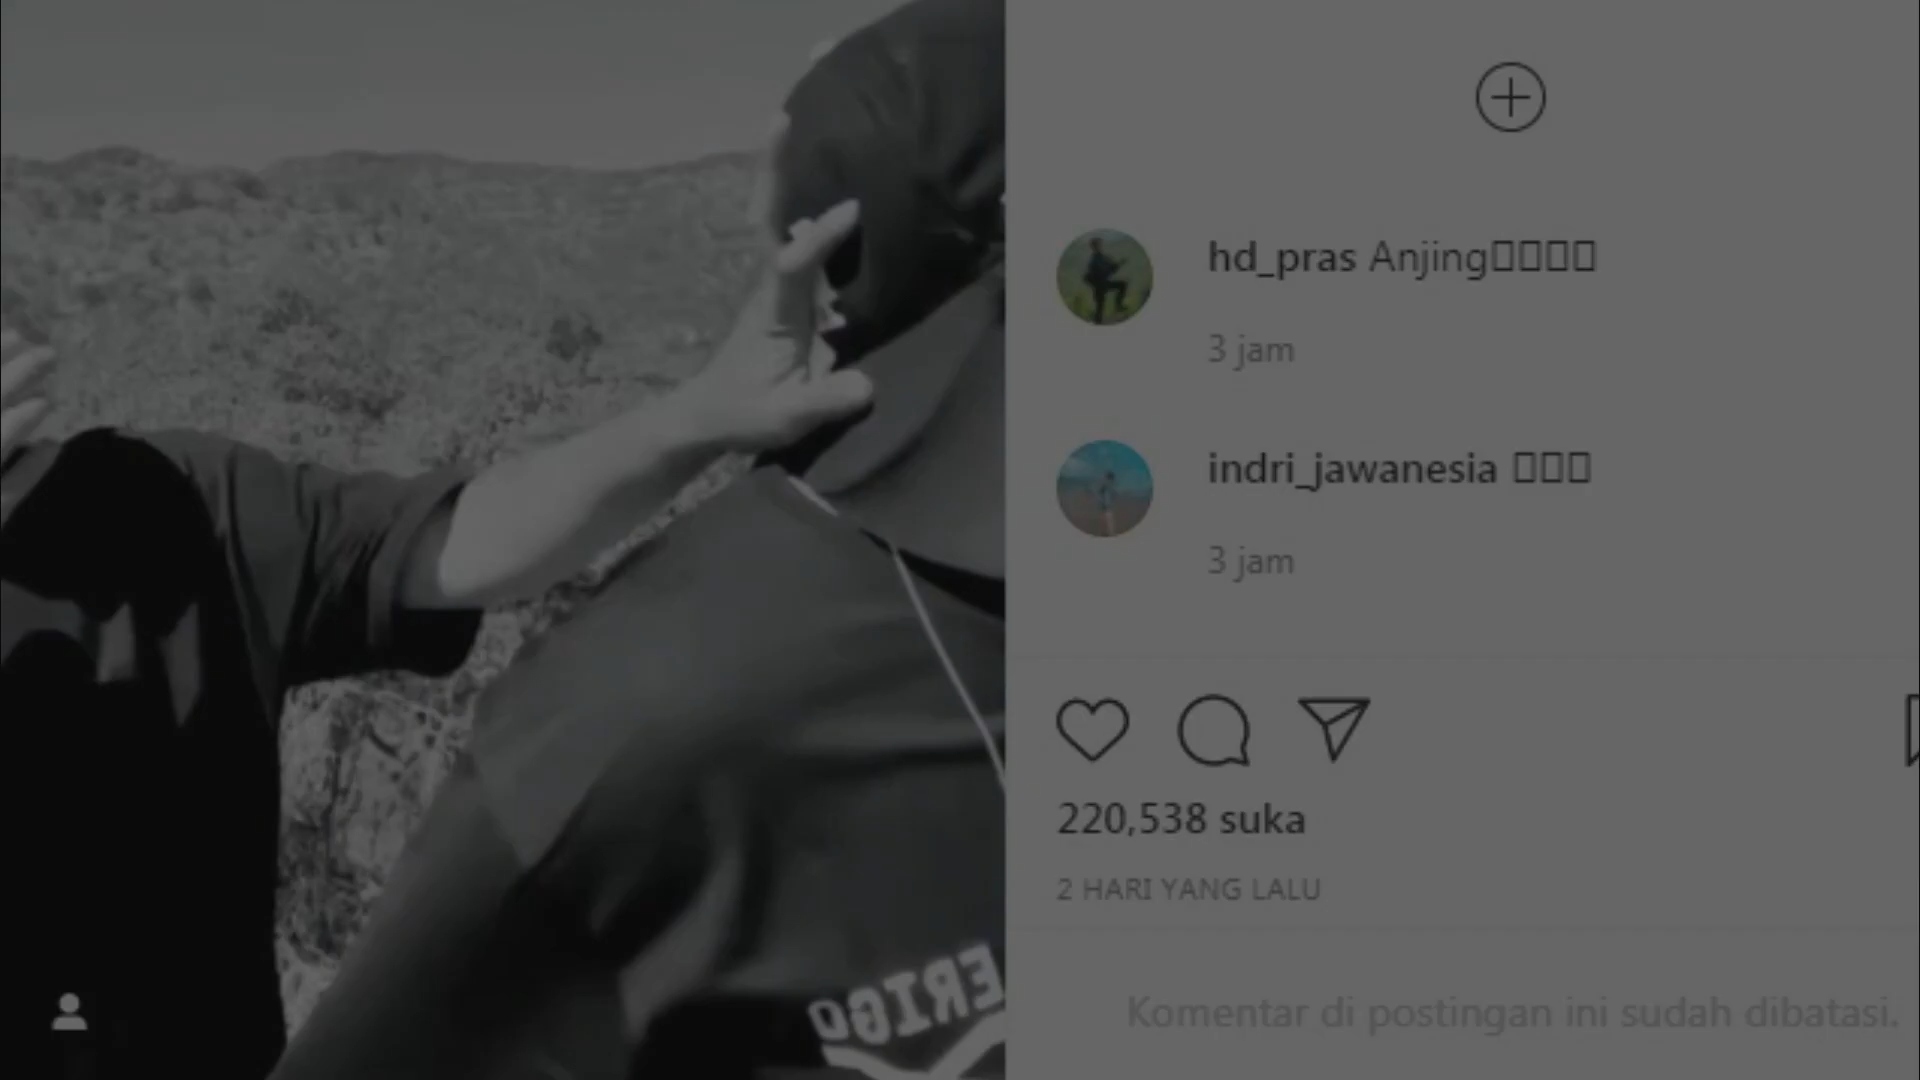 hd_pras Anjing
3 jam
indri_jawanesia
3 jam
220,538 suka
2 HARI YANG LALU
ERIGO
Komentar di postingan ini sudah dibatasi.